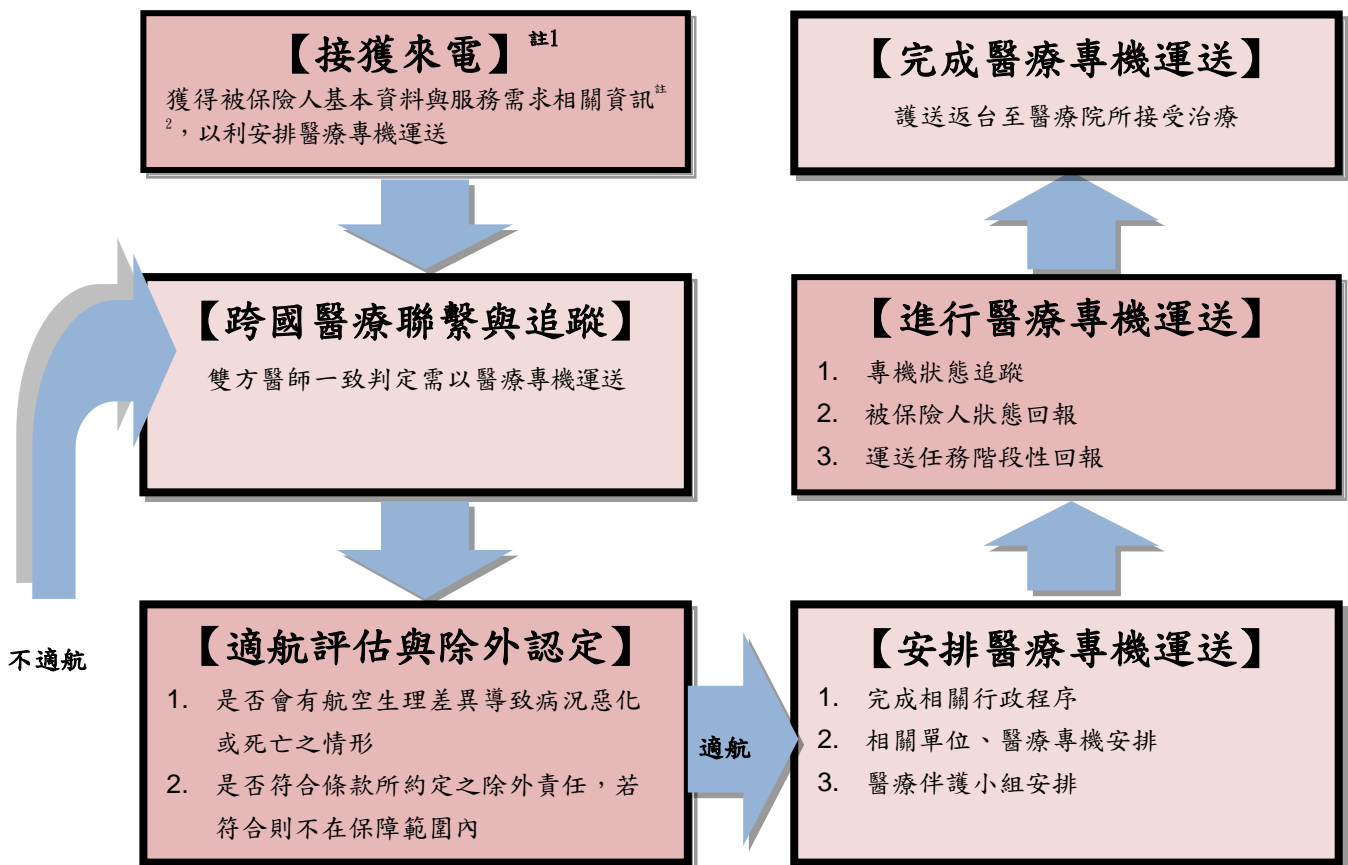 【接獲來電】註1
獲得被保險人基本資料與服務需求相關資訊註
2，以利安排醫療專機運送
【跨國醫療聯繫與追蹤】
雙方醫師一致判定需以醫療專機運送
不適航
【適航評估與除外認定】
1. 是否會有航空生理差異導致病況惡化
或死亡之情形
2. 是否符合條款所約定之除外責任，若
符合則不在保障範圍內
適航
【安排醫療專機運送】
1. 完成相關行政程序
2. 相關單位、醫療專機安排
3. 醫療伴護小組安排
【進行醫療專機運送】
1. 專機狀態追蹤
2. 被保險人狀態回報
3. 運送任務階段性回報
【完成醫療專機運送】
護送返台至醫療院所接受治療